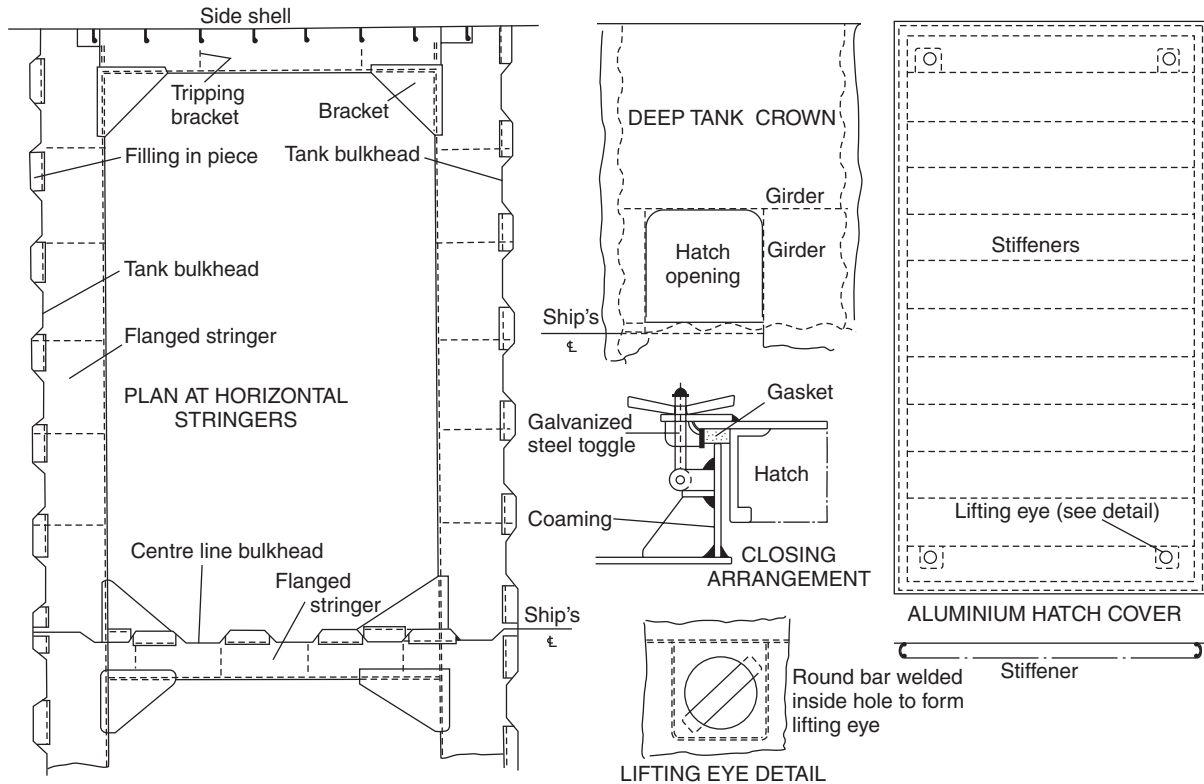 Side shell
Tripping
bracket
Bracket
Filling in piece
Tank bulkhead
Tank bulkhead
Flanged stringer
PLAN AT HORIZONTAL
STRINGERS
Centre line bulkhead
Flanged
stringer
Ship's
℄
DEEP TANK CROWN
Girder
Hatch
opening
Girder
Ship's
℄
Gasket
Galvanized
steel toggle
Hatch
Coaming
CLOSING
ARRANGEMENT
Round bar welded
inside hole to form
lifting eye
LIFTING EYE DETAIL
Stiffeners
Lifting eye (see detail)
ALUMINIUM HATCH COVER
Stiffener